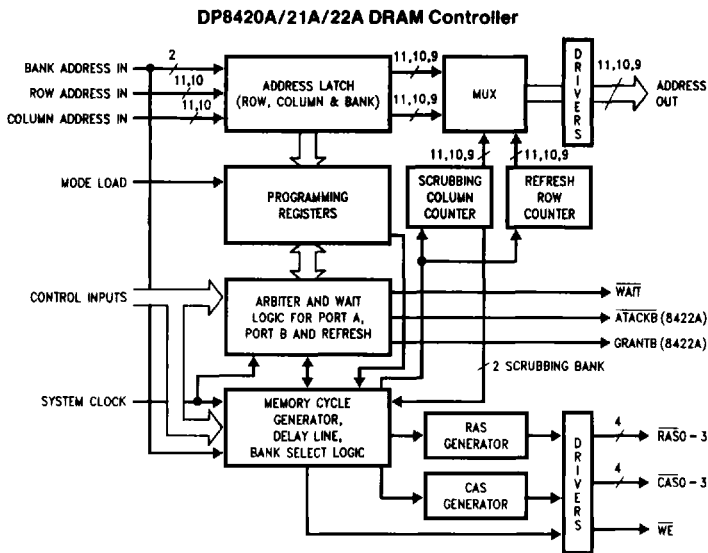 DP8420A/21A/22A DRAM Controller
BANK ADDRESS IN
2
ROW ADDRESS IN
11,10
COLUMN ADDRESS IN
11,10
ADDRESS LATCH
(ROW, COLUMN & BANK)
11,10,9
11,10,9
MUX
DRIVERS
11,10,9
ADDRESS
OUT
11,10,9
11,10,9
MODE LOAD
PROGRAMMING
REGISTERS
SCRUBBING
COLUMN
COUNTER
REFRESH
ROW
COUNTER
CONTROL INPUTS
ARBITER AND WAIT
LOGIC FOR PORT A,
PORT B AND REFRESH
WAIT
ATACKB (8422A)
GRANTB (8422A)
2 SCRUBBING BANK
SYSTEM CLOCK
MEMORY CYCLE
GENERATOR,
DELAY LINE,
BANK SELECT LOGIC
RAS
GENERATOR
CAS
GENERATOR
DRIVERS
4
RAS0-3
4
CAS0-3
WE